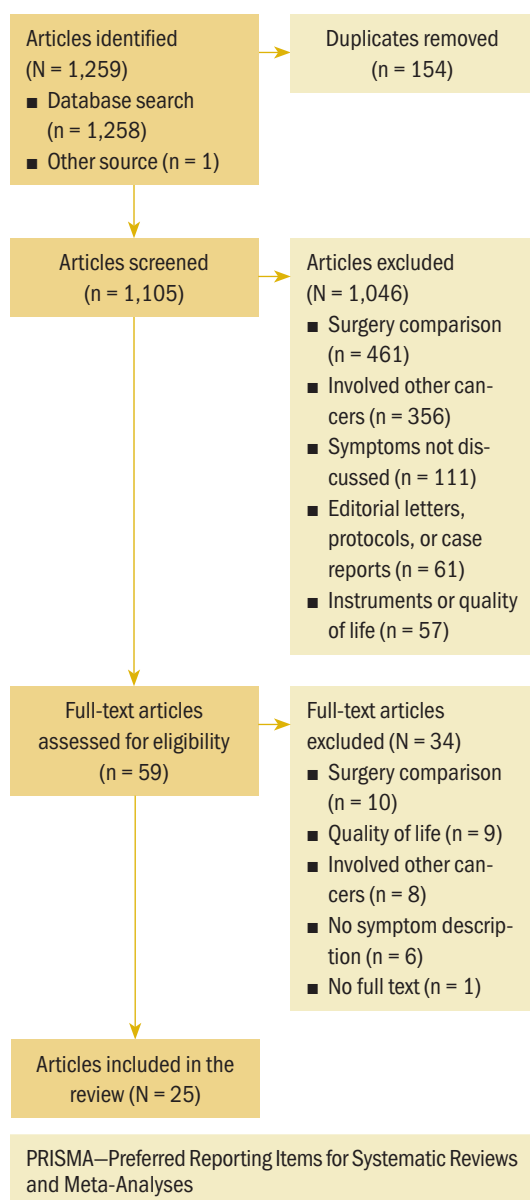 Articles identified
(N = 1,259)
■ Database search
(n = 1,258)
■ Other source (n = 1)
Duplicates removed
(n = 154)
Articles screened
(n = 1,105)
Articles excluded
(N = 1,046)
■ Surgery comparison
(n = 461)
■ Involved other can-
cers (n = 356)
■ Symptoms not dis-
cussed (n = 111)
■ Editorial letters,
protocols, or case
reports (n = 61)
■ Instruments or quality
of life (n = 57)
Full-text articles
assessed for eligibility
(n = 59)
Full-text articles
excluded (N = 34)
■ Surgery comparison
(n = 10)
■ Quality of life (n = 9)
■ Involved other can-
cers (n = 8)
■ No symptom descrip-
tion (n = 6)
■ No full text (n = 1)
Articles included in the
review (N = 25)
PRISMA—Preferred Reporting Items for Systematic Reviews
and Meta-Analyses